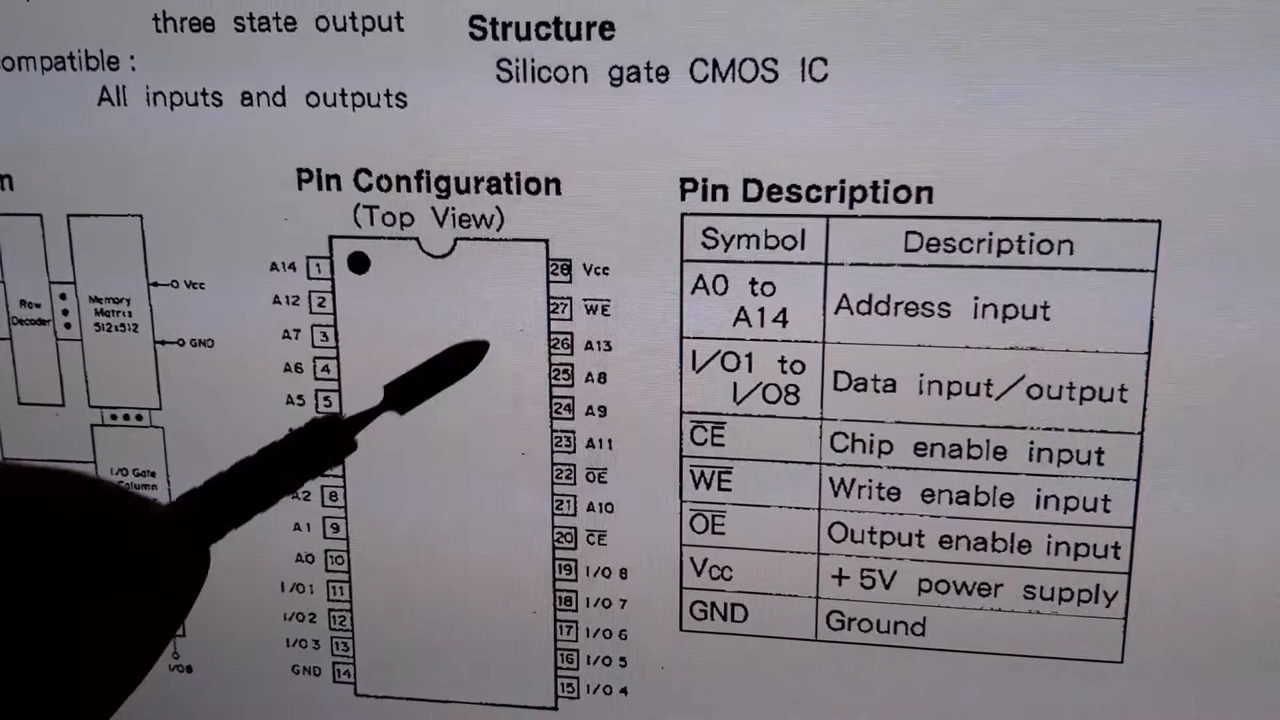 three state output
ompatible :
All inputs and outputs
Structure
Silicon gate CMOS IC
Row
Decoder
Memory
Matrix
512x512
Vcc
GND
I/O Gate
Column
I/O8
Pin Configuration
(Top View)
A14 1
A12 2
A7 3
A6 4
A5 5
A2 8
A1 9
A0 10
I/O1 11
I/O2 12
I/O3 13
GND 14
28 Vcc
27 WE
26 A13
25 A8
24 A9
23 A11
22 OE
21 A10
20 CE
19 I/O 8
18 I/O 7
17 I/O 6
16 I/O 5
15 I/O 4
Pin Description
Symbol Description
A0 to
A14 Address input
I/O1 to
I/O8 Data input/output
CE Chip enable input
WE Write enable input
OE Output enable input
Vcc +5V power supply
GND Ground